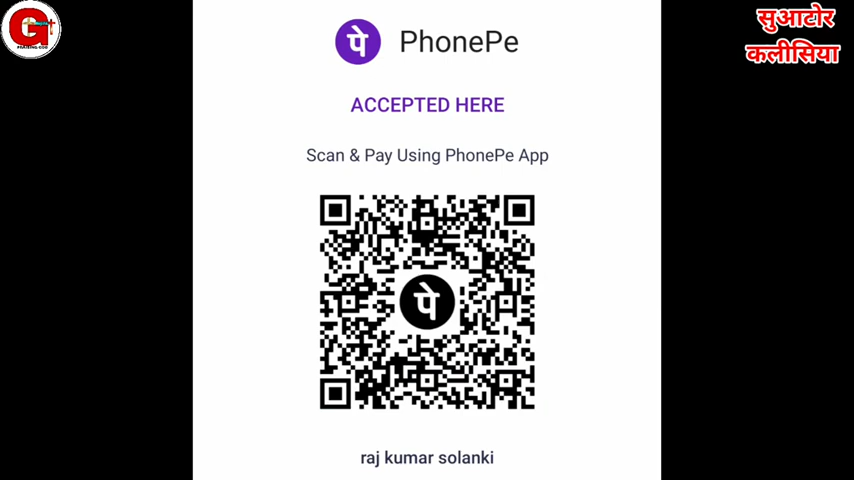 सुआटोर
कलीसिया
पे PhonePe
ACCEPTED HERE
Scan & Pay Using PhonePe App
पे
raj kumar solanki